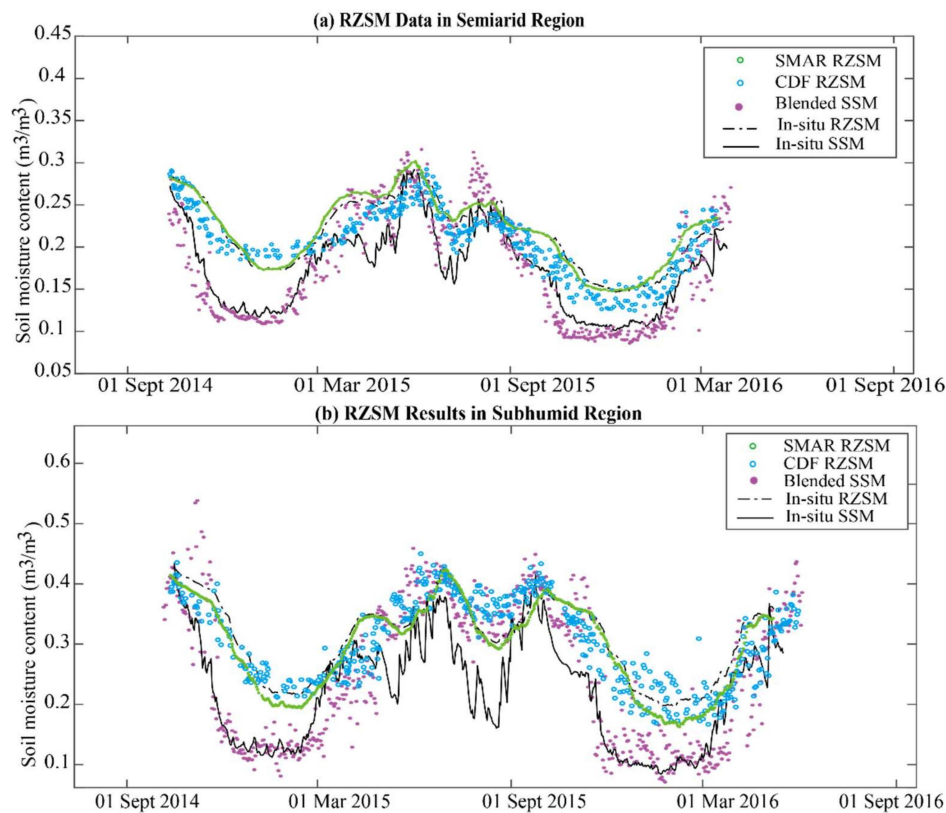 (a) RZSM Data in Semiarid Region
0.45
0.4
0.35
0.3
0.25
0.2
0.15
0.1
0.05
Soil moisture content (m3/m³)
SMAR RZSM
CDF RZSM
Blended SSM
In-situ RZSM
In-situ SSM
01 Sept 2014
01 Mar 2015
01 Sept 2015
01 Mar 2016
01 Sept 2016
(b) RZSM Results in Subhumid Region
0.6
0.5
0.4
0.3
0.2
0.1
Soil moisture content (m3/m³)
SMAR RZSM
CDF RZSM
Blended SSM
In-situ RZSM
In-situ SSM
01 Sept 2014
01 Mar 2015
01 Sept 2015
01 Mar 2016
01 Sept 2016